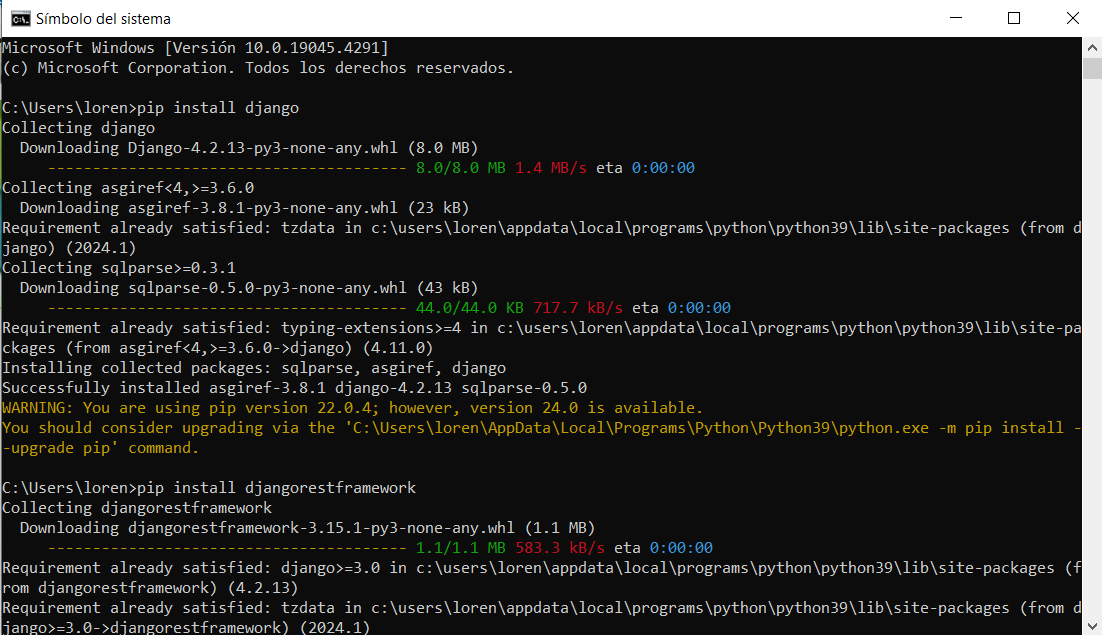 Símbolo del sistema
Microsoft Windows [Versión 10.0.19045.4291]
(c) Microsoft Corporation. Todos los derechos reservados.
C:\Users\loren>pip install django
Collecting django
  Downloading Django-4.2.13-py3-none-any.whl (8.0 MB)
     ---------------------------------------- 8.0/8.0 MB 1.4 MB/s eta 0:00:00
Collecting asgiref<4,>=3.6.0
  Downloading asgiref-3.8.1-py3-none-any.whl (23 kB)
Requirement already satisfied: tzdata in c:\users\loren\appdata\local\programs\python\python39\lib\site-packages (from d
jango) (2024.1)
Collecting sqlparse>=0.3.1
  Downloading sqlparse-0.5.0-py3-none-any.whl (43 kB)
     ---------------------------------------- 44.0/44.0 KB 717.7 kB/s eta 0:00:00
Requirement already satisfied: typing-extensions>=4 in c:\users\loren\appdata\local\programs\python\python39\lib\site-pa
ckages (from asgiref<4,>=3.6.0->django) (4.11.0)
Installing collected packages: sqlparse, asgiref, django
Successfully installed asgiref-3.8.1 django-4.2.13 sqlparse-0.5.0
WARNING: You are using pip version 22.0.4; however, version 24.0 is available.
You should consider upgrading via the 'C:\Users\loren\AppData\Local\Programs\Python\Python39\python.exe -m pip install -
-upgrade pip' command.
C:\Users\loren>pip install djangorestframework
Collecting djangorestframework
  Downloading djangorestframework-3.15.1-py3-none-any.whl (1.1 MB)
     ---------------------------------------- 1.1/1.1 MB 583.3 kB/s eta 0:00:00
Requirement already satisfied: django>=3.0 in c:\users\loren\appdata\local\programs\python\python39\lib\site-packages (f
rom djangorestframework) (4.2.13)
Requirement already satisfied: tzdata in c:\users\loren\appdata\local\programs\python\python39\lib\site-packages (from d
jango>=3.0->djangorestframework) (2024.1)